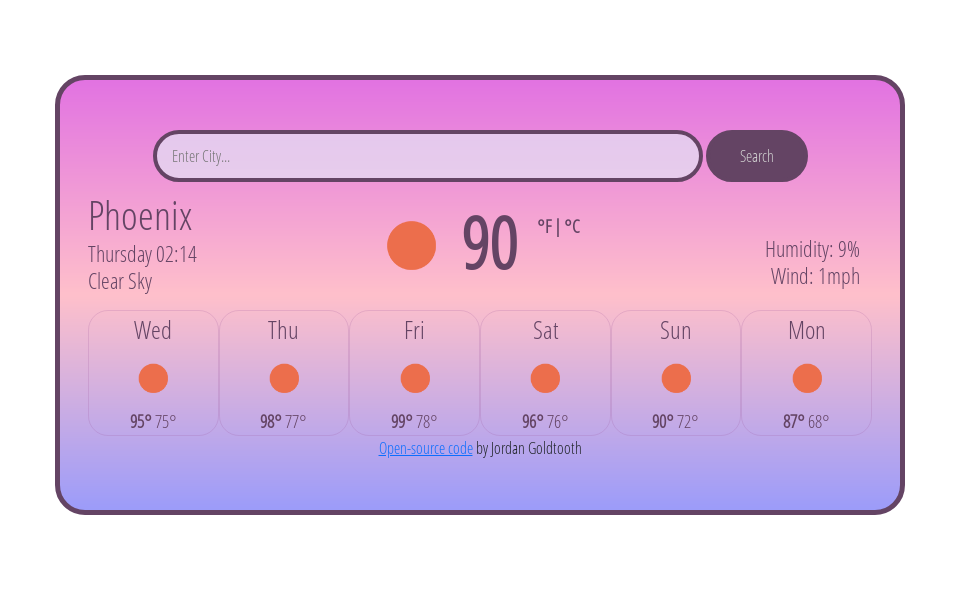 Enter City...
Search
Phoenix
Thursday 02:14
Clear Sky
90 °F | °C
Humidity: 9%
Wind: 1mph
Wed
95° 75°
Thu
98° 77°
Fri
99° 78°
Sat
96° 76°
Sun
90° 72°
Mon
87° 68°
Open-source code by Jordan Goldtooth